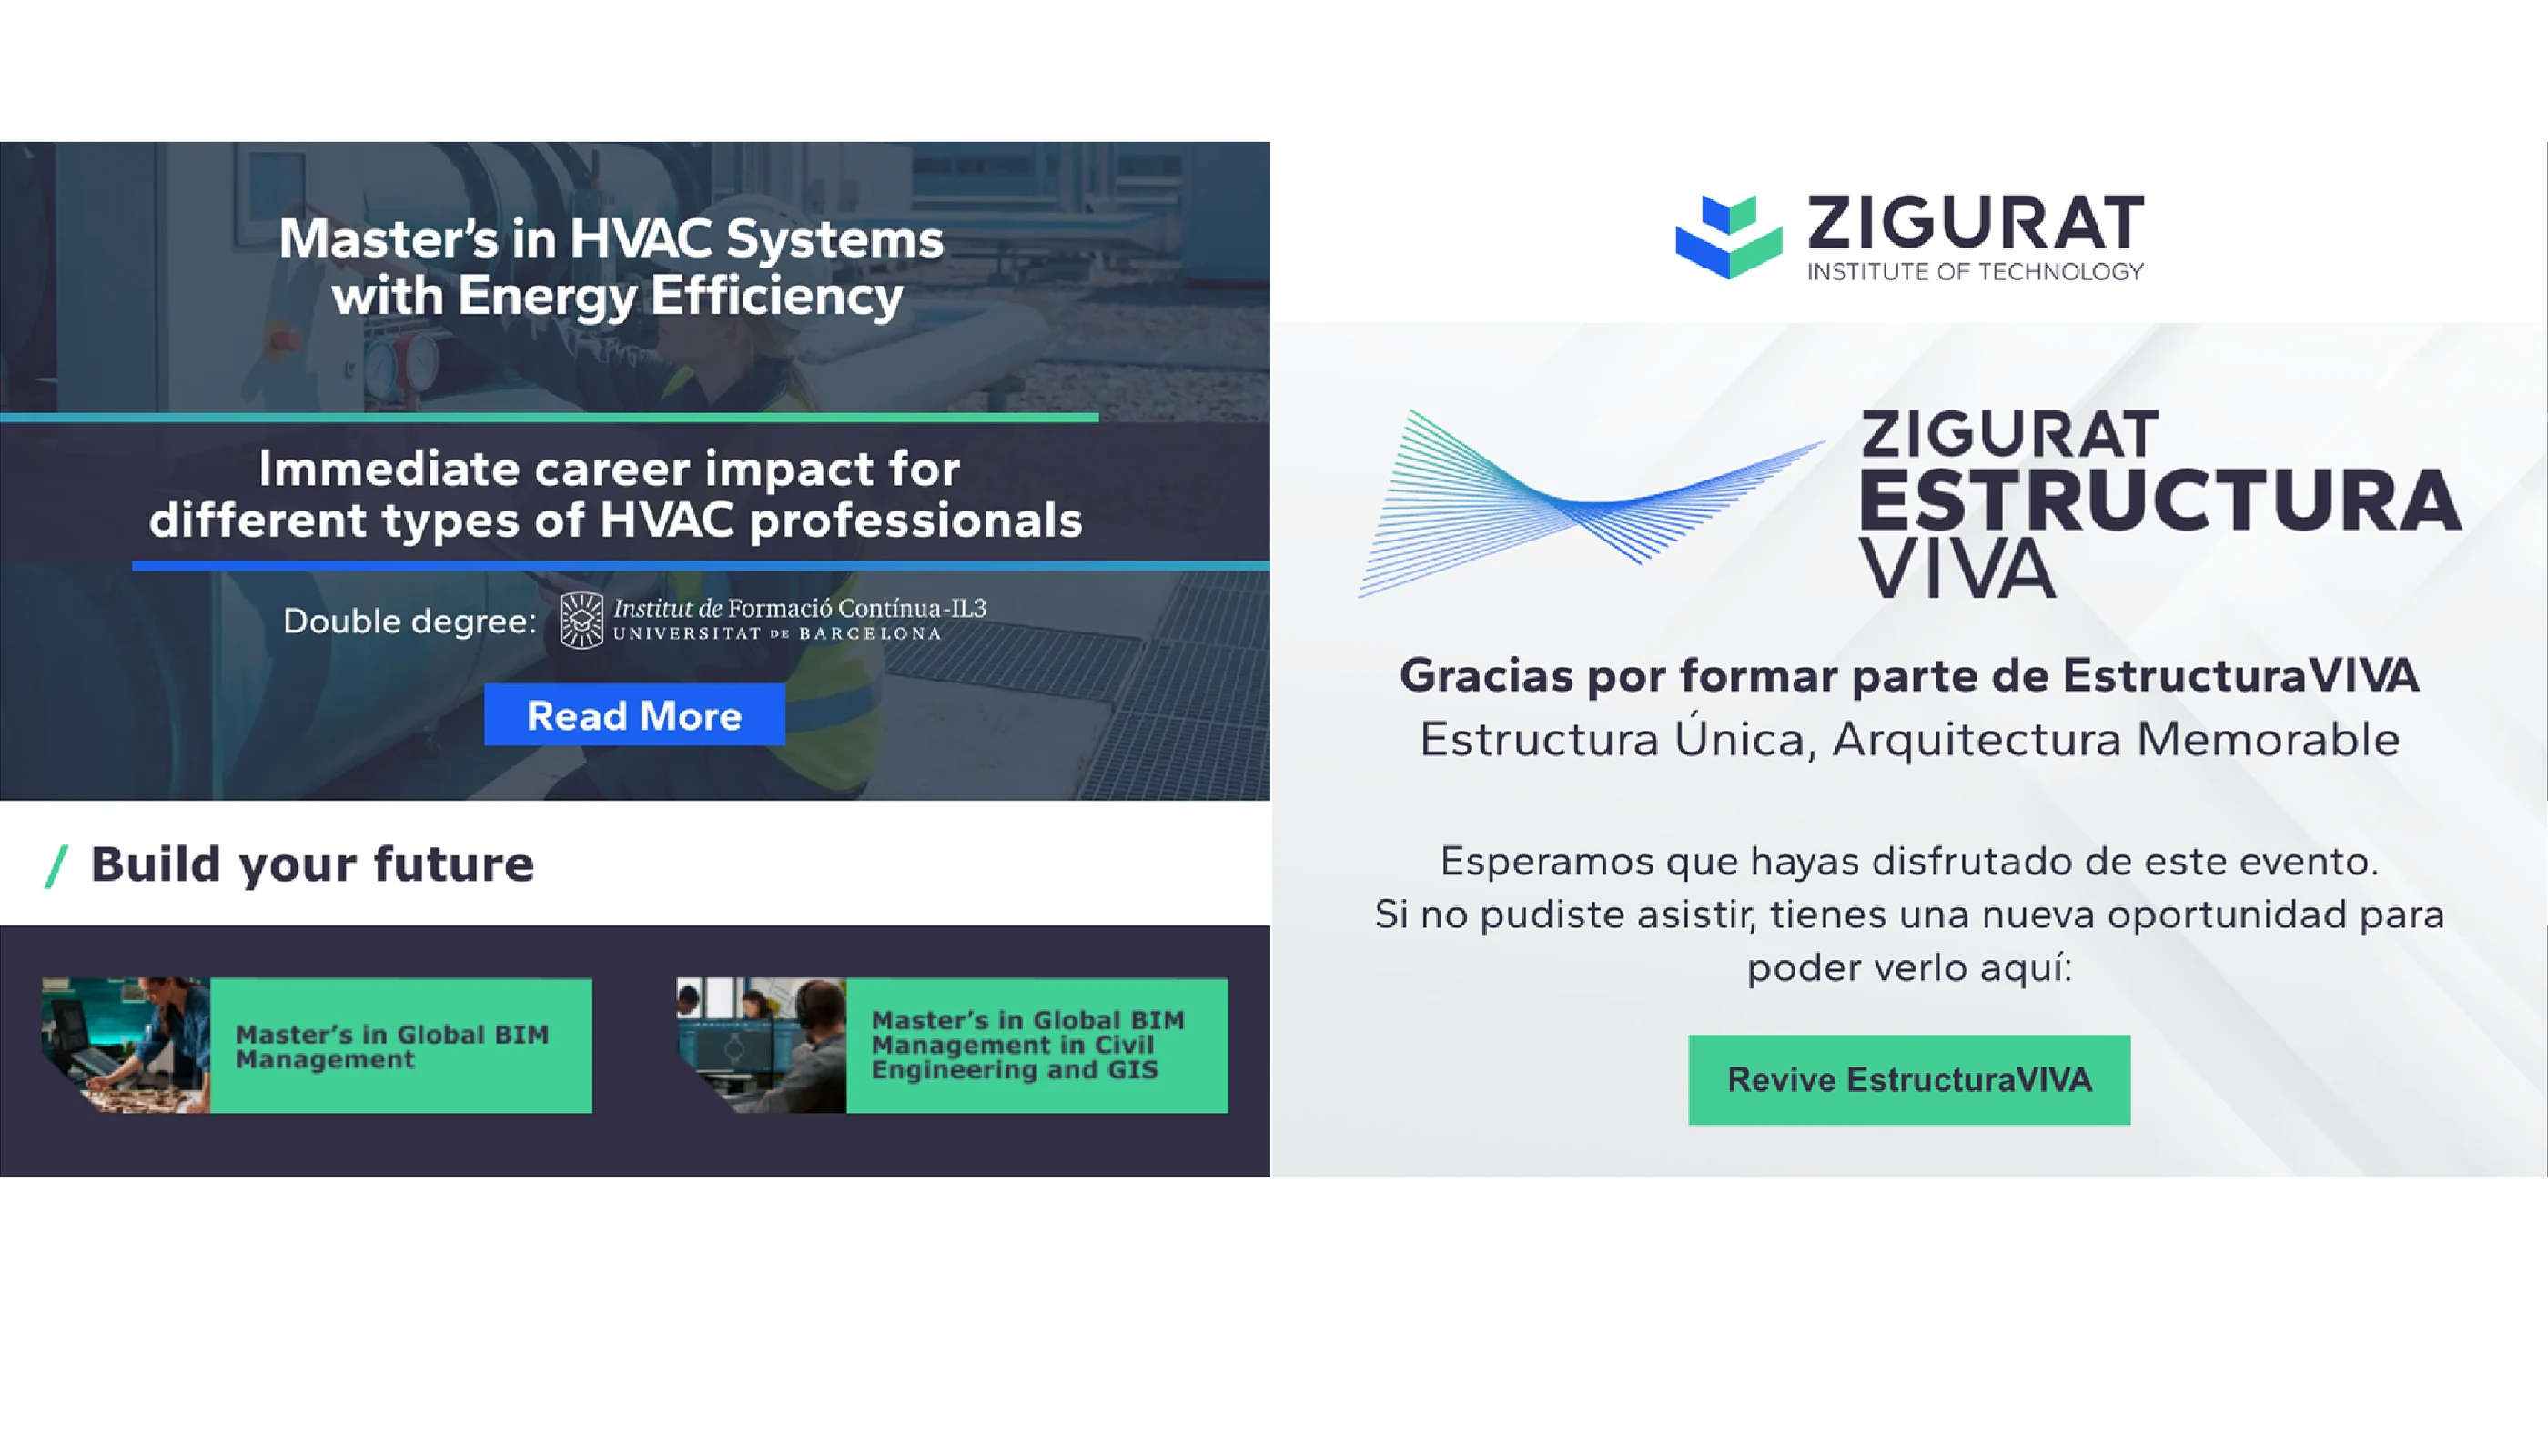 Master's in HVAC Systems
with Energy Efficiency
Immediate career impact for
different types of HVAC professionals
Double degree:
Institut de Formació Contínua-IL3
UNIVERSITAT DE BARCELONA
Read More
/ Build your future
Master's in Global BIM
Management
Master's in Global BIM
Management in Civil
Engineering and GIS
ZIGURAT
INSTITUTE OF TECHNOLOGY
ZIGURAT
ESTRUCTURA
VIVA
Gracias por formar parte de EstructuraVIVA
Estructura Única, Arquitectura Memorable
Esperamos que hayas disfrutado de este evento.
Si no pudiste asistir, tienes una nueva oportunidad para
poder verlo aquí:
Revive EstructuraVIVA